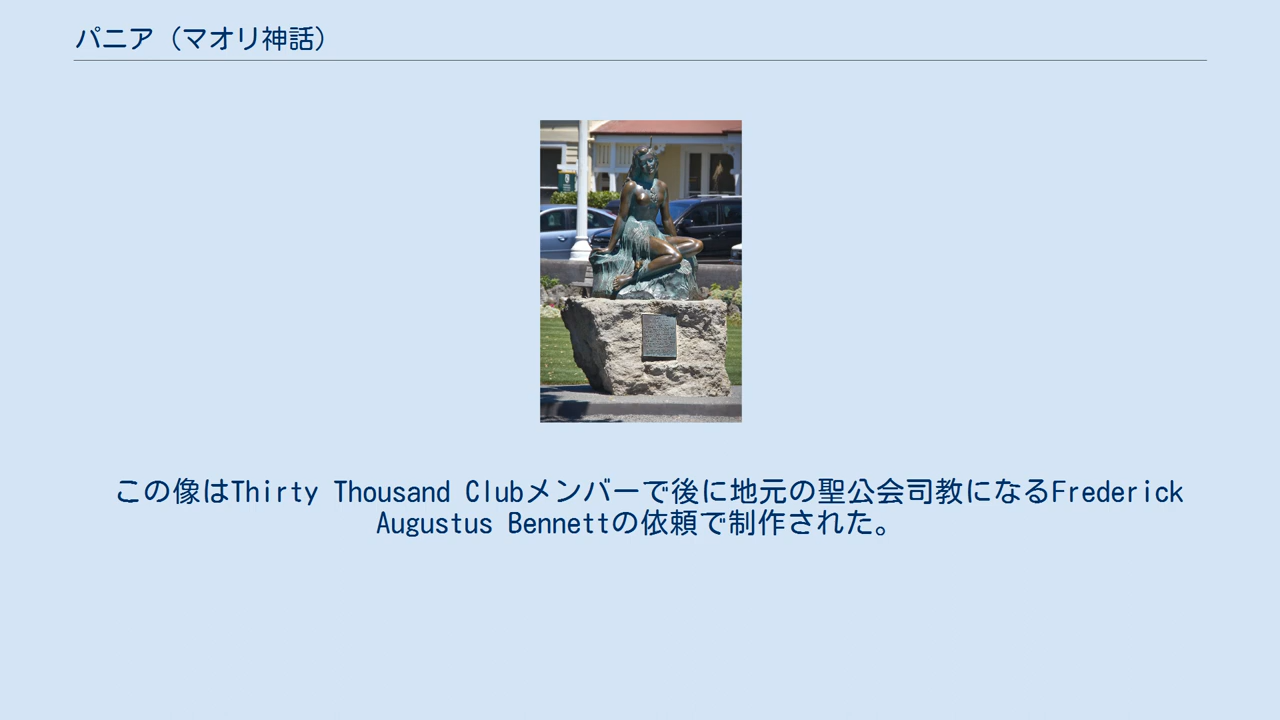 パニア（マオリ神話）
この像はThirty Thousand Clubメンバーで後に地元の聖公会司教になるFrederick
Augustus Bennettの依頼で制作された。